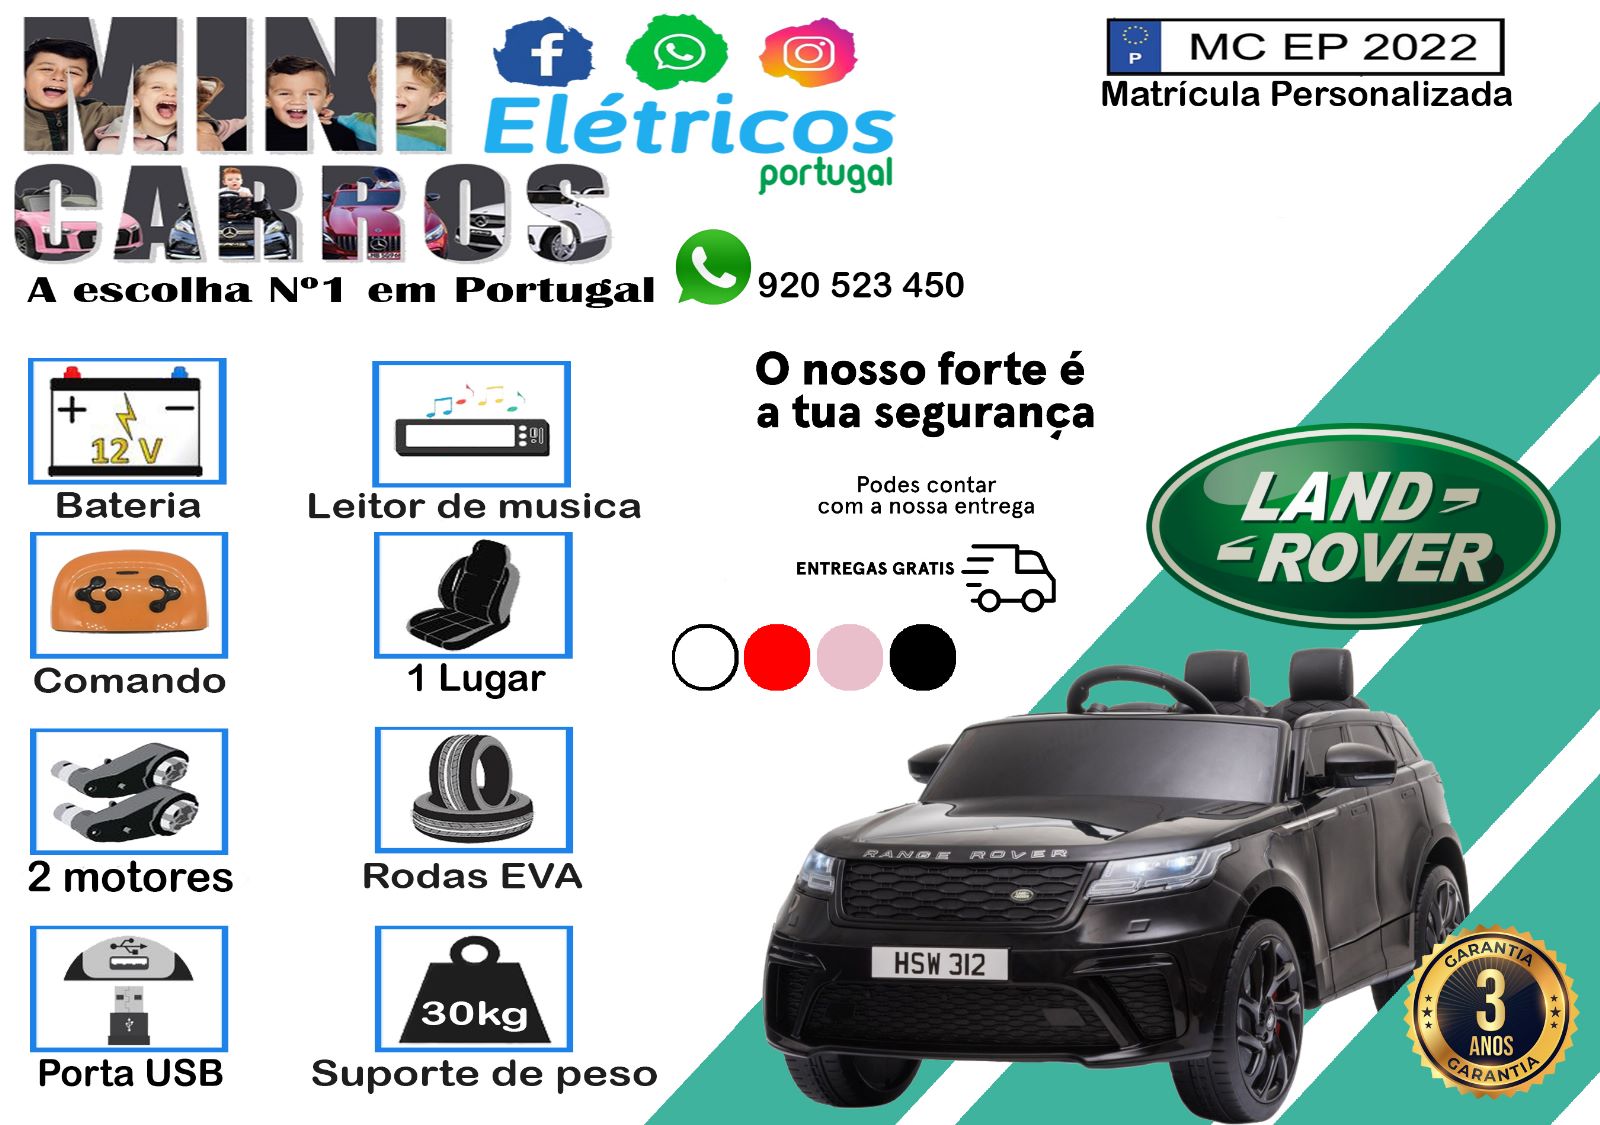 MINI
CARROS
Elétricos
portugal
A escolha Nº1 em Portugal
920 523 450
P
MC EP 2022
Matrícula Personalizada
+ −
12 V
Bateria
Leitor de musica
Comando
1 Lugar
2 motores
Rodas EVA
Porta USB
30kg
Suporte de peso
O nosso forte é
a tua segurança
Podes contar
com a nossa entrega
ENTREGAS GRATIS
LAND
ROVER
RANGE ROVER
HSW 312
GARANTIA
3
ANOS
GARANTIA